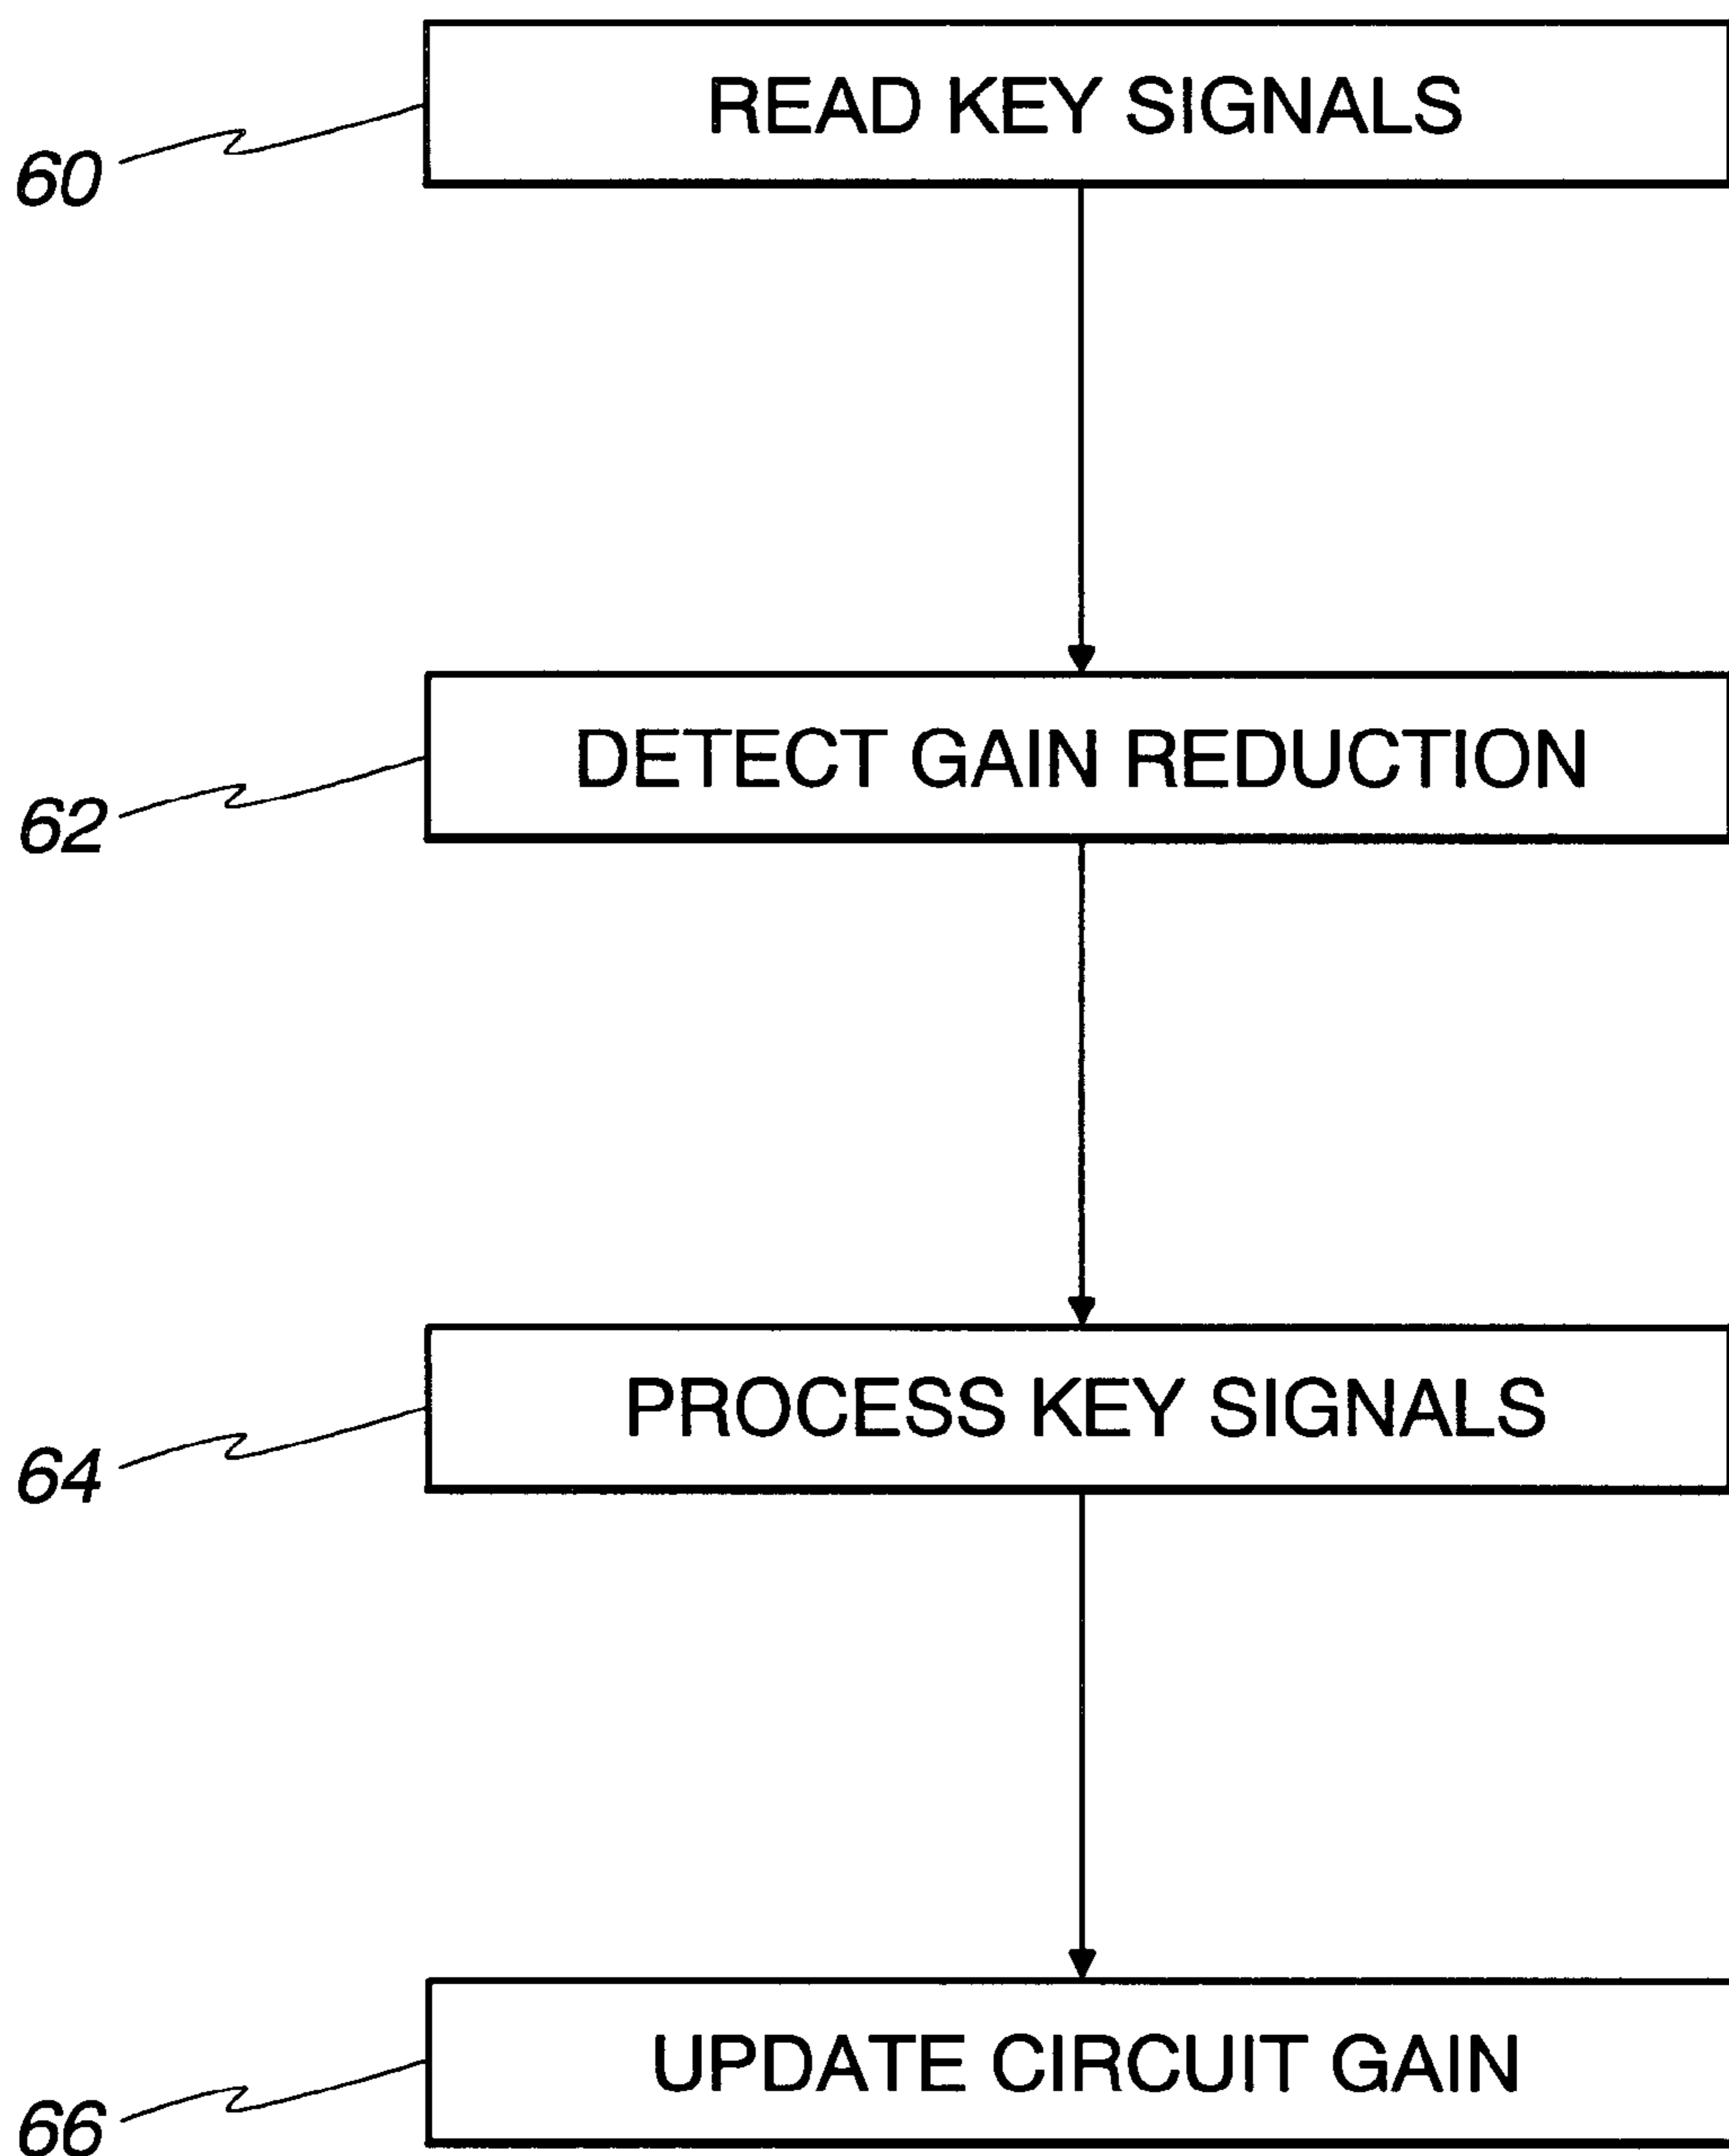 READ KEY SIGNALS
60
DETECT GAIN REDUCTION
62
PROCESS KEY SIGNALS
64
UPDATE CIRCUIT GAIN
66